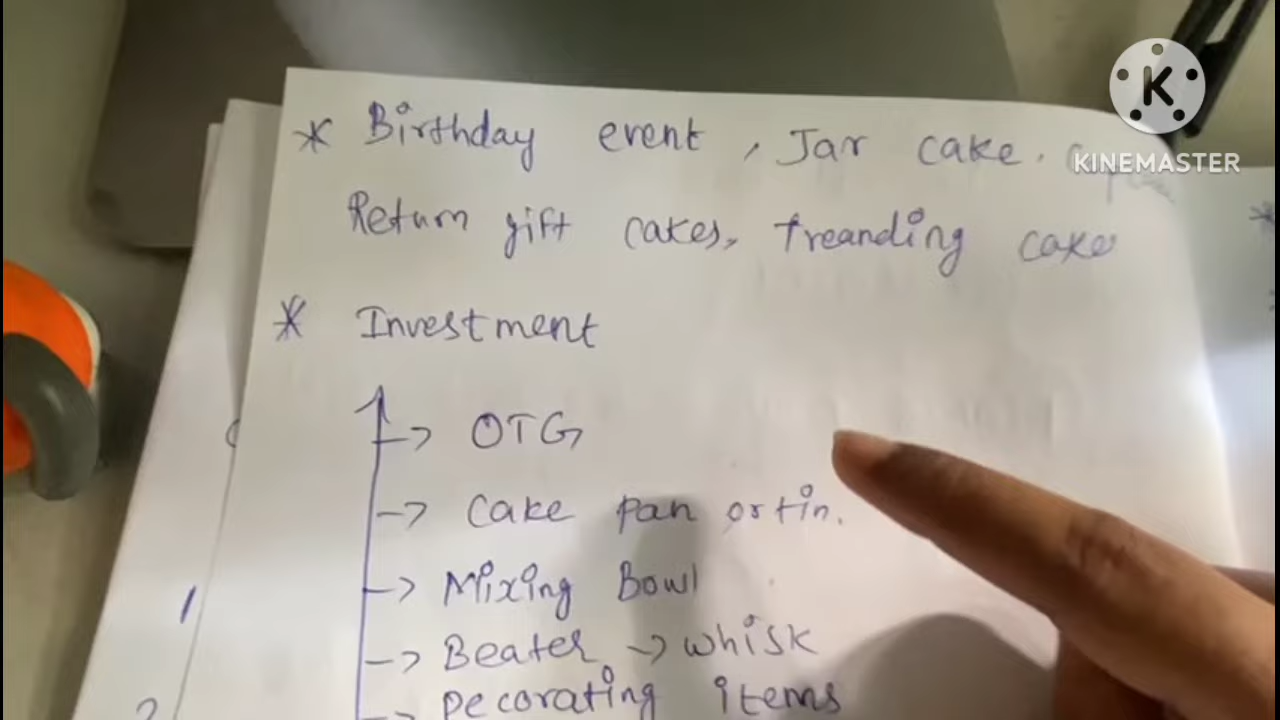 * Birthday event, Jar cake.
Return gift cakes, treanding cake
* Investment
→ OTG
→ Cake pan or tin.
→ Mixing Bowl
→ Beater → whisk
→ Decorating items
K
KINEMASTER